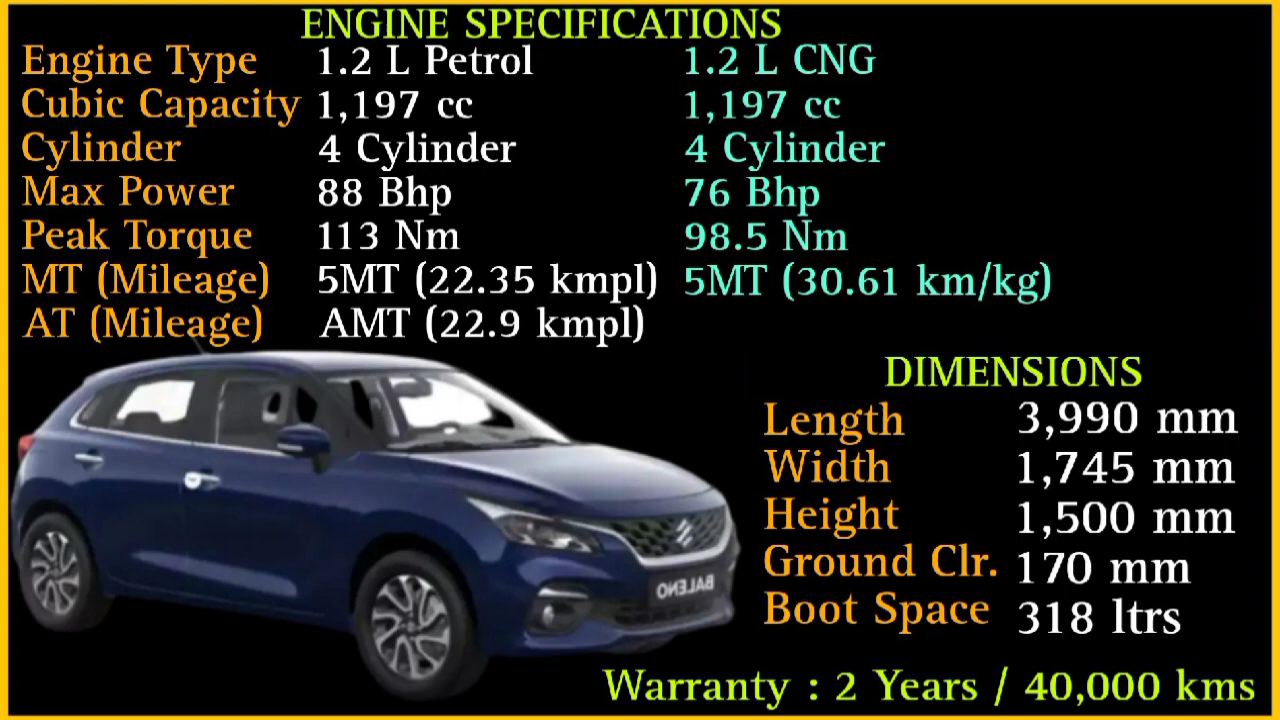 ENGINE SPECIFICATIONS
Engine Type 1.2 L Petrol 1.2 L CNG
Cubic Capacity 1,197 cc 1,197 cc
Cylinder 4 Cylinder 4 Cylinder
Max Power 88 Bhp 76 Bhp
Peak Torque 113 Nm 98.5 Nm
MT (Mileage) 5MT (22.35 kmpl) 5MT (30.61 km/kg)
AT (Mileage) AMT (22.9 kmpl)
DIMENSIONS
Length 3,990 mm
Width 1,745 mm
Height 1,500 mm
Ground Clr. 170 mm
Boot Space 318 ltrs
BALENO
Warranty : 2 Years / 40,000 kms